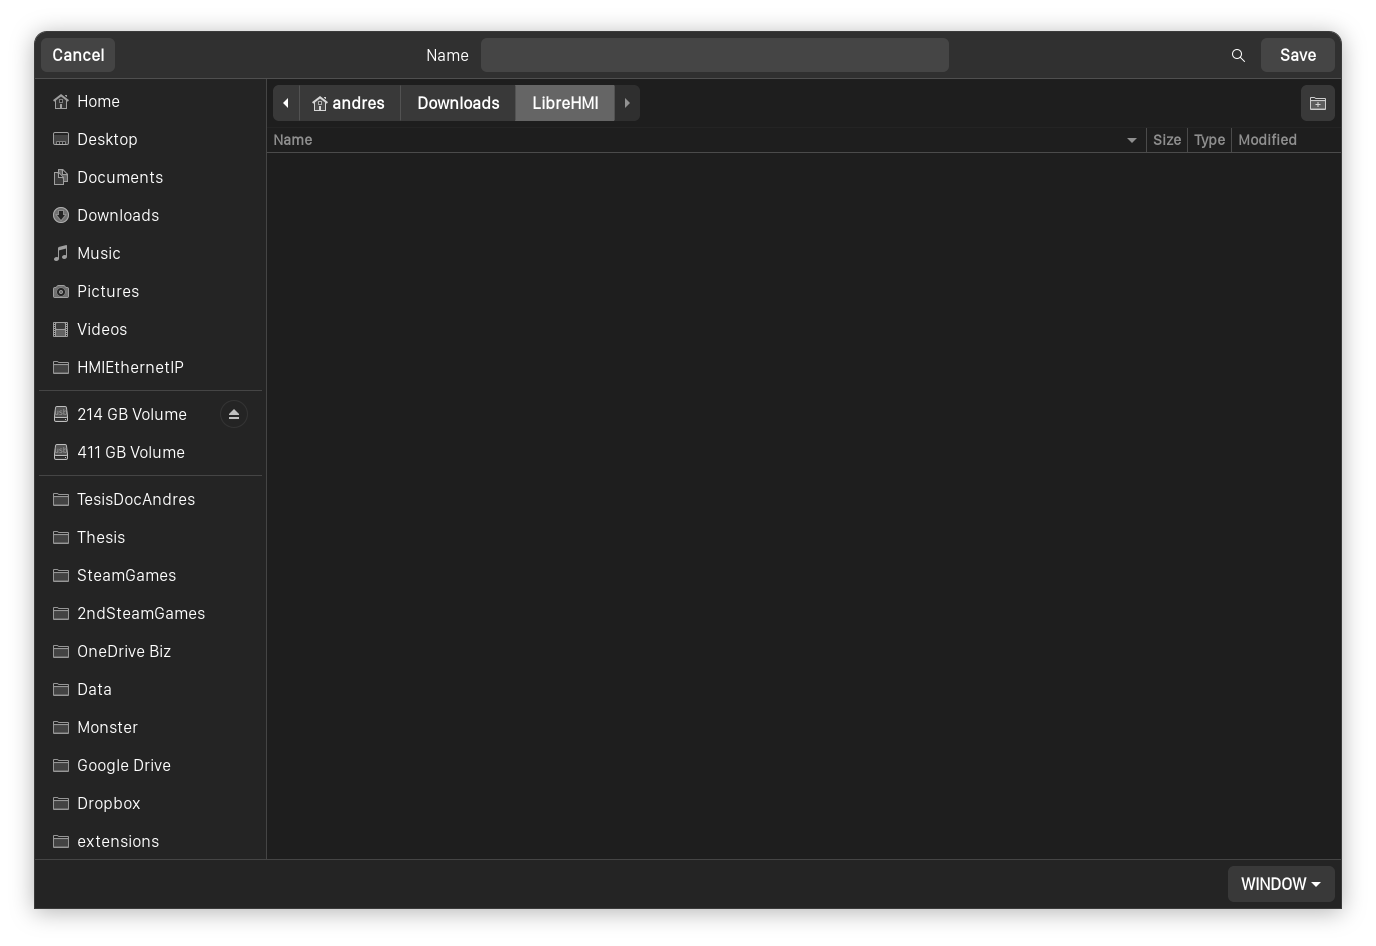 Cancel
Name
Save
Home
Desktop
Documents
Downloads
Music
Pictures
Videos
HMIEthernetIP
214 GB Volume
411 GB Volume
TesisDocAndres
Thesis
SteamGames
2ndSteamGames
OneDrive Biz
Data
Monster
Google Drive
Dropbox
extensions
andres Downloads LibreHMI
Name Size Type Modified
WINDOW